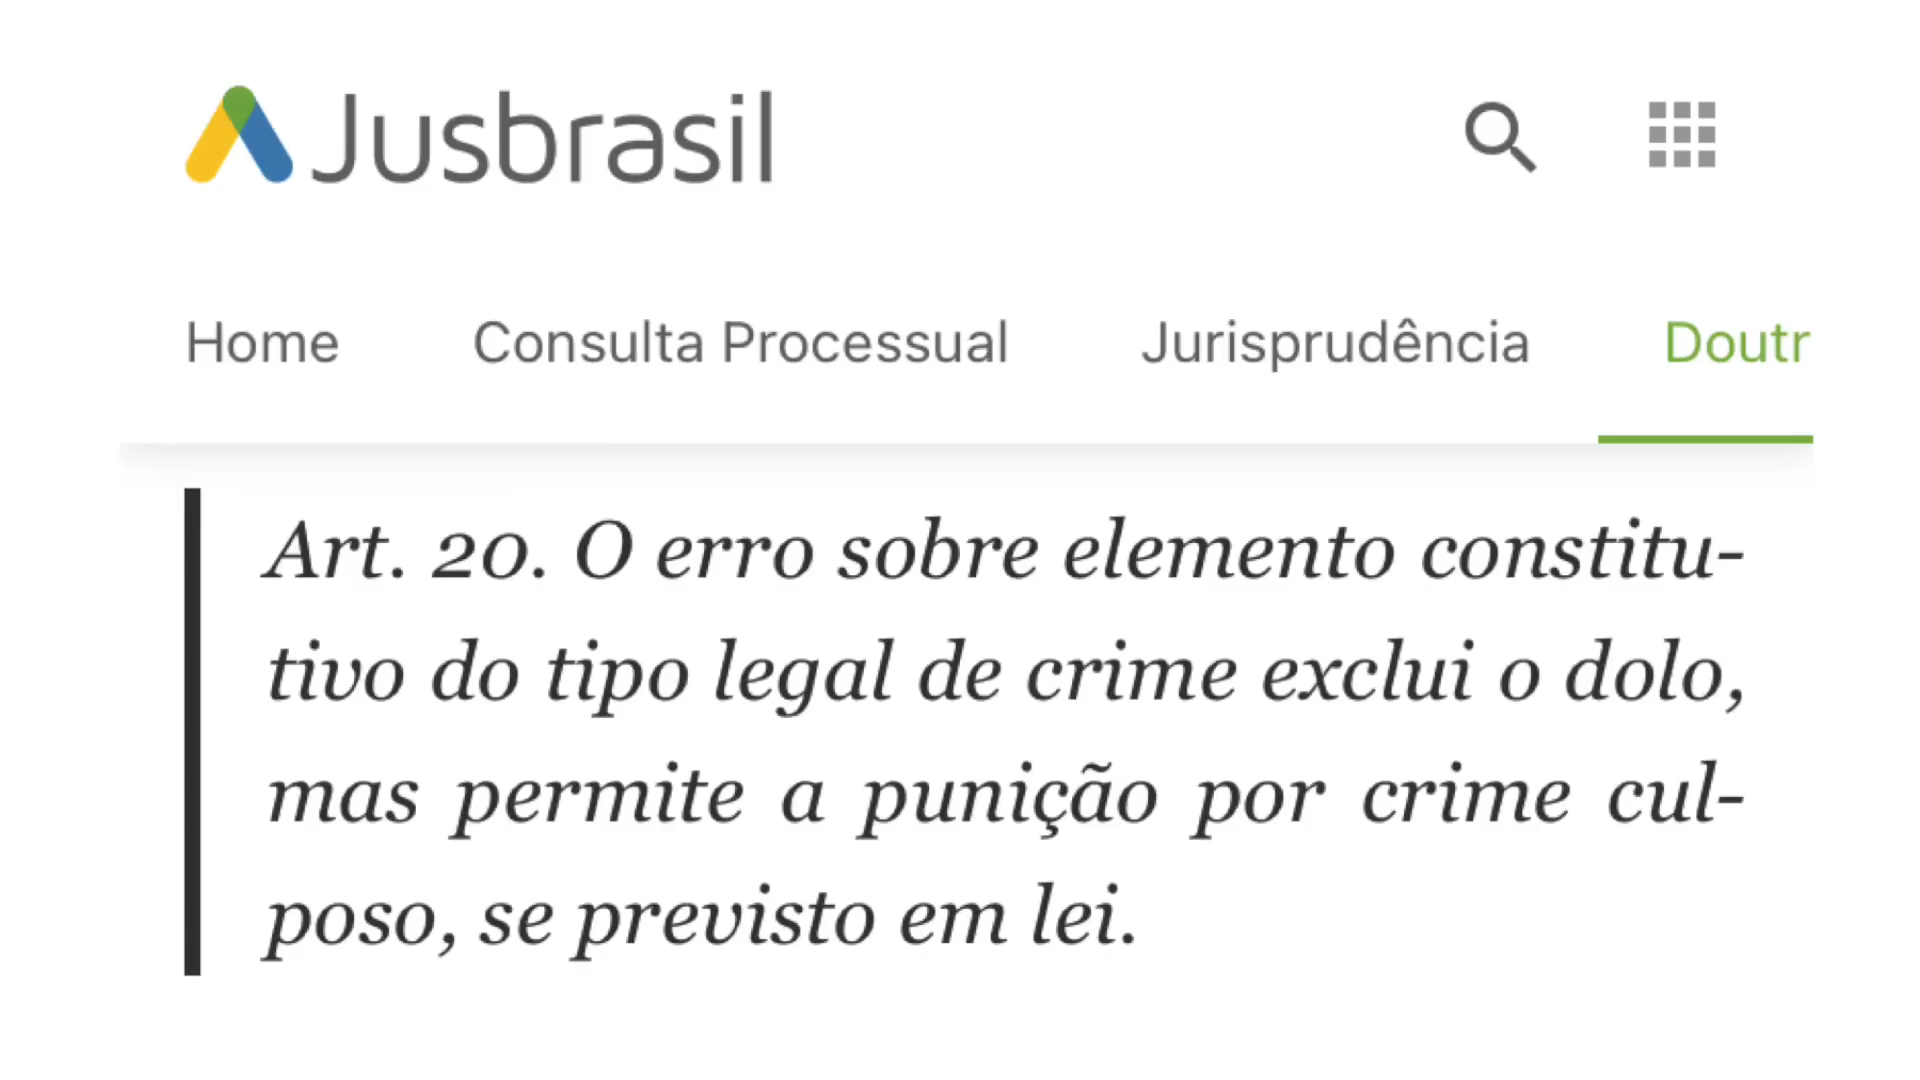 Jusbrasil
Home Consulta Processual Jurisprudência Doutr
Art. 20. O erro sobre elemento constitu-
tivo do tipo legal de crime exclui o dolo,
mas permite a punição por crime cul-
poso, se previsto em lei.